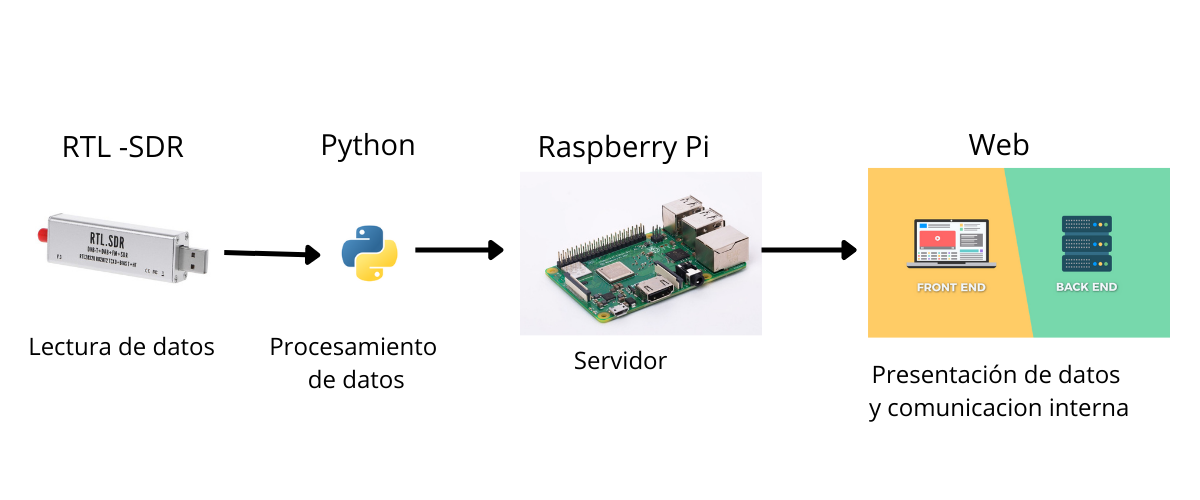 RTL -SDR
Python
Raspberry Pi
Web
RTL.SDR
FRONT END
BACK END
Lectura de datos
Procesamiento
de datos
Servidor
Presentación de datos
y comunicacion interna